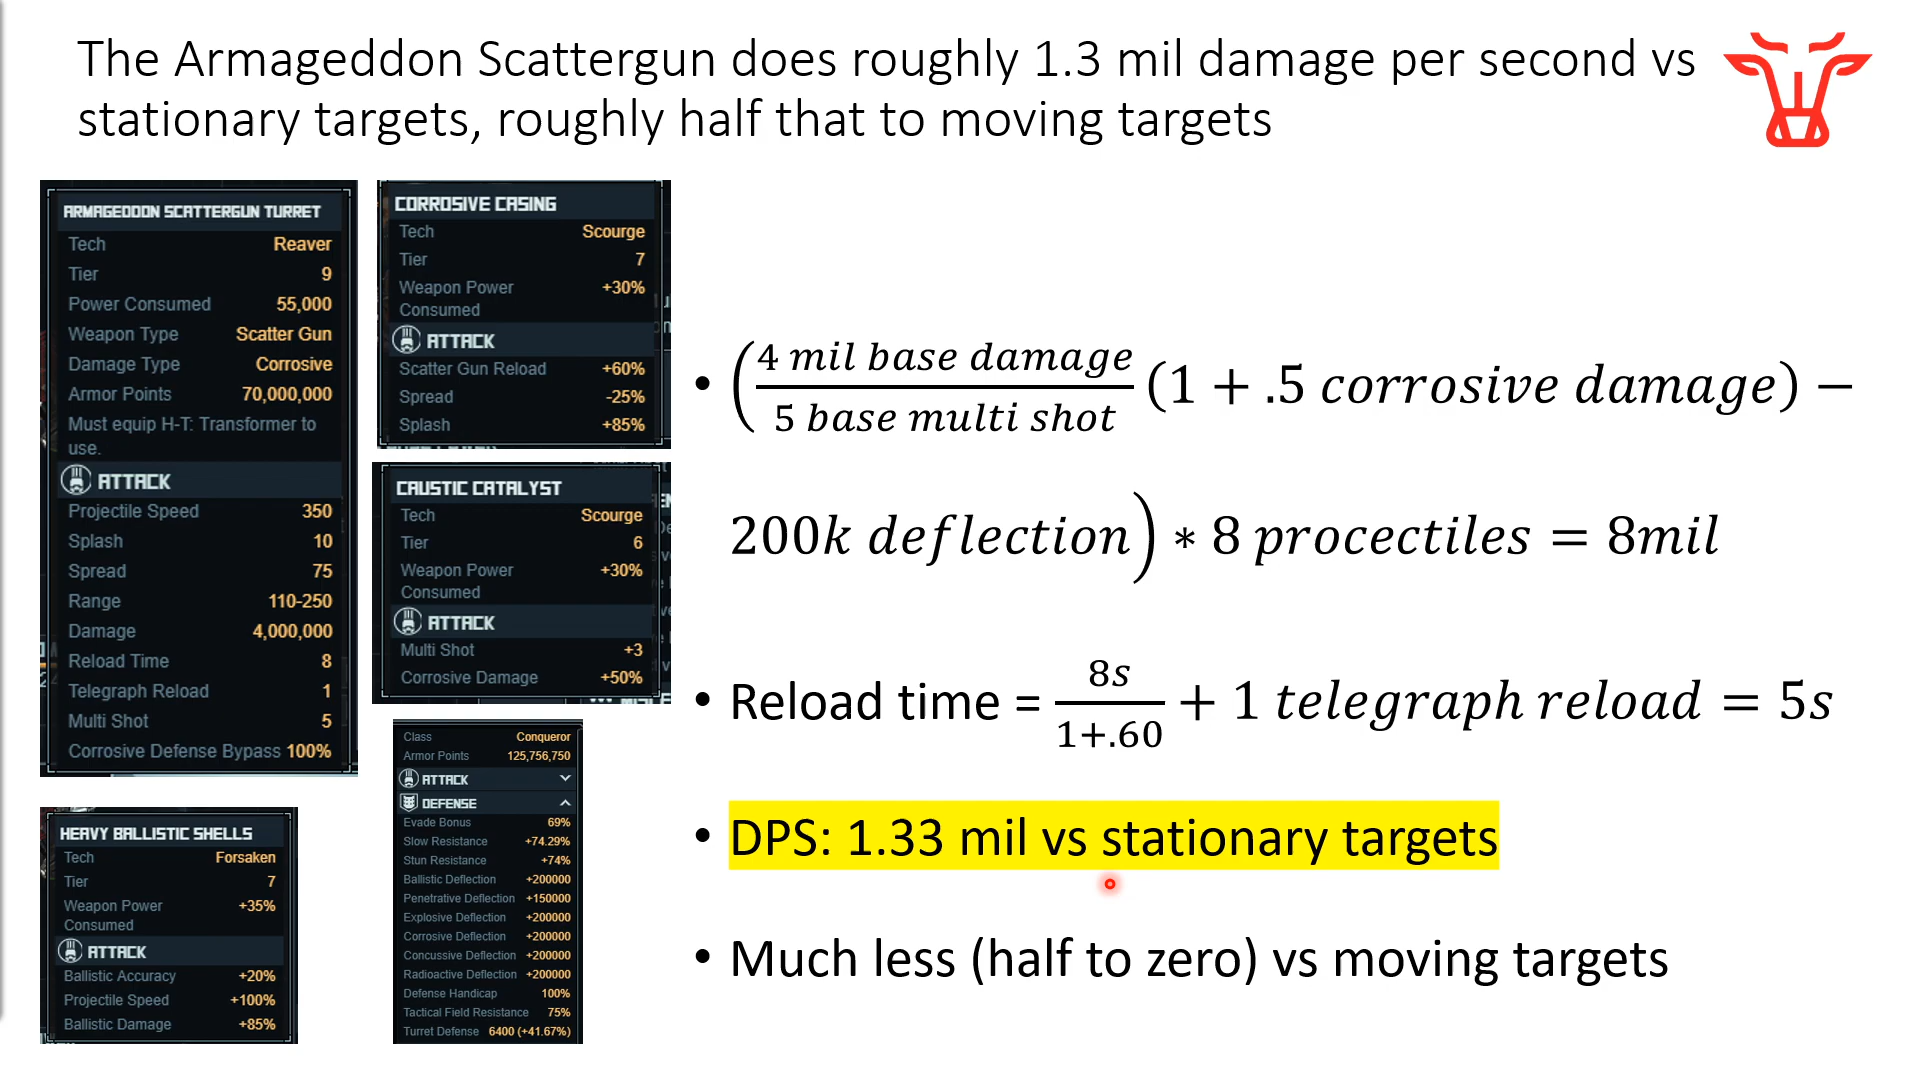 The Armageddon Scattergun does roughly 1.3 mil damage per second vs
stationary targets, roughly half that to moving targets
ARMAGEDDON SCATTERGUN TURRET
Tech Reaver
Tier 9
Power Consumed 55,000
Weapon Type Scatter Gun
Damage Type Corrosive
Armor Points 70,000,000
Must equip H-T: Transformer to
use.
ATTACK
Projectile Speed 350
Splash 10
Spread 75
Range 110-250
Damage 4,000,000
Reload Time 8
Telegraph Reload 1
Multi Shot 5
Corrosive Defense Bypass 100%
HEAVY BALLISTIC SHELLS
Tech Forsaken
Tier 7
Weapon Power +35%
Consumed
ATTACK
Ballistic Accuracy +20%
Projectile Speed +100%
Ballistic Damage +85%
CORROSIVE CASING
Tech Scourge
Tier 7
Weapon Power +30%
Consumed
ATTACK
Scatter Gun Reload +60%
Spread -25%
Splash +85%
CAUSTIC CATALYST
Tech Scourge
Tier 6
Weapon Power +30%
Consumed
ATTACK
Multi Shot +3
Corrosive Damage +50%
Class Conqueror
Armor Points 125,756,750
ATTACK
DEFENSE
Evade Bonus 69%
Slow Resistance +74.29%
Stun Resistance +74%
Ballistic Deflection +200000
Penetrative Deflection +150000
Explosive Deflection +200000
Corrosive Deflection +200000
Concussive Deflection +200000
Radioactive Deflection +200000
Defense Handicap 100%
Tactical Field Resistance 75%
Turret Defense 6400 (+41.67%)
• (4 mil base damage / 5 base multi shot (1 + .5 corrosive damage) −
200k deflection) ∗ 8 procectiles = 8mil
• Reload time = 8s / 1+.60 + 1 telegraph reload = 5s
• DPS: 1.33 mil vs stationary targets
• Much less (half to zero) vs moving targets